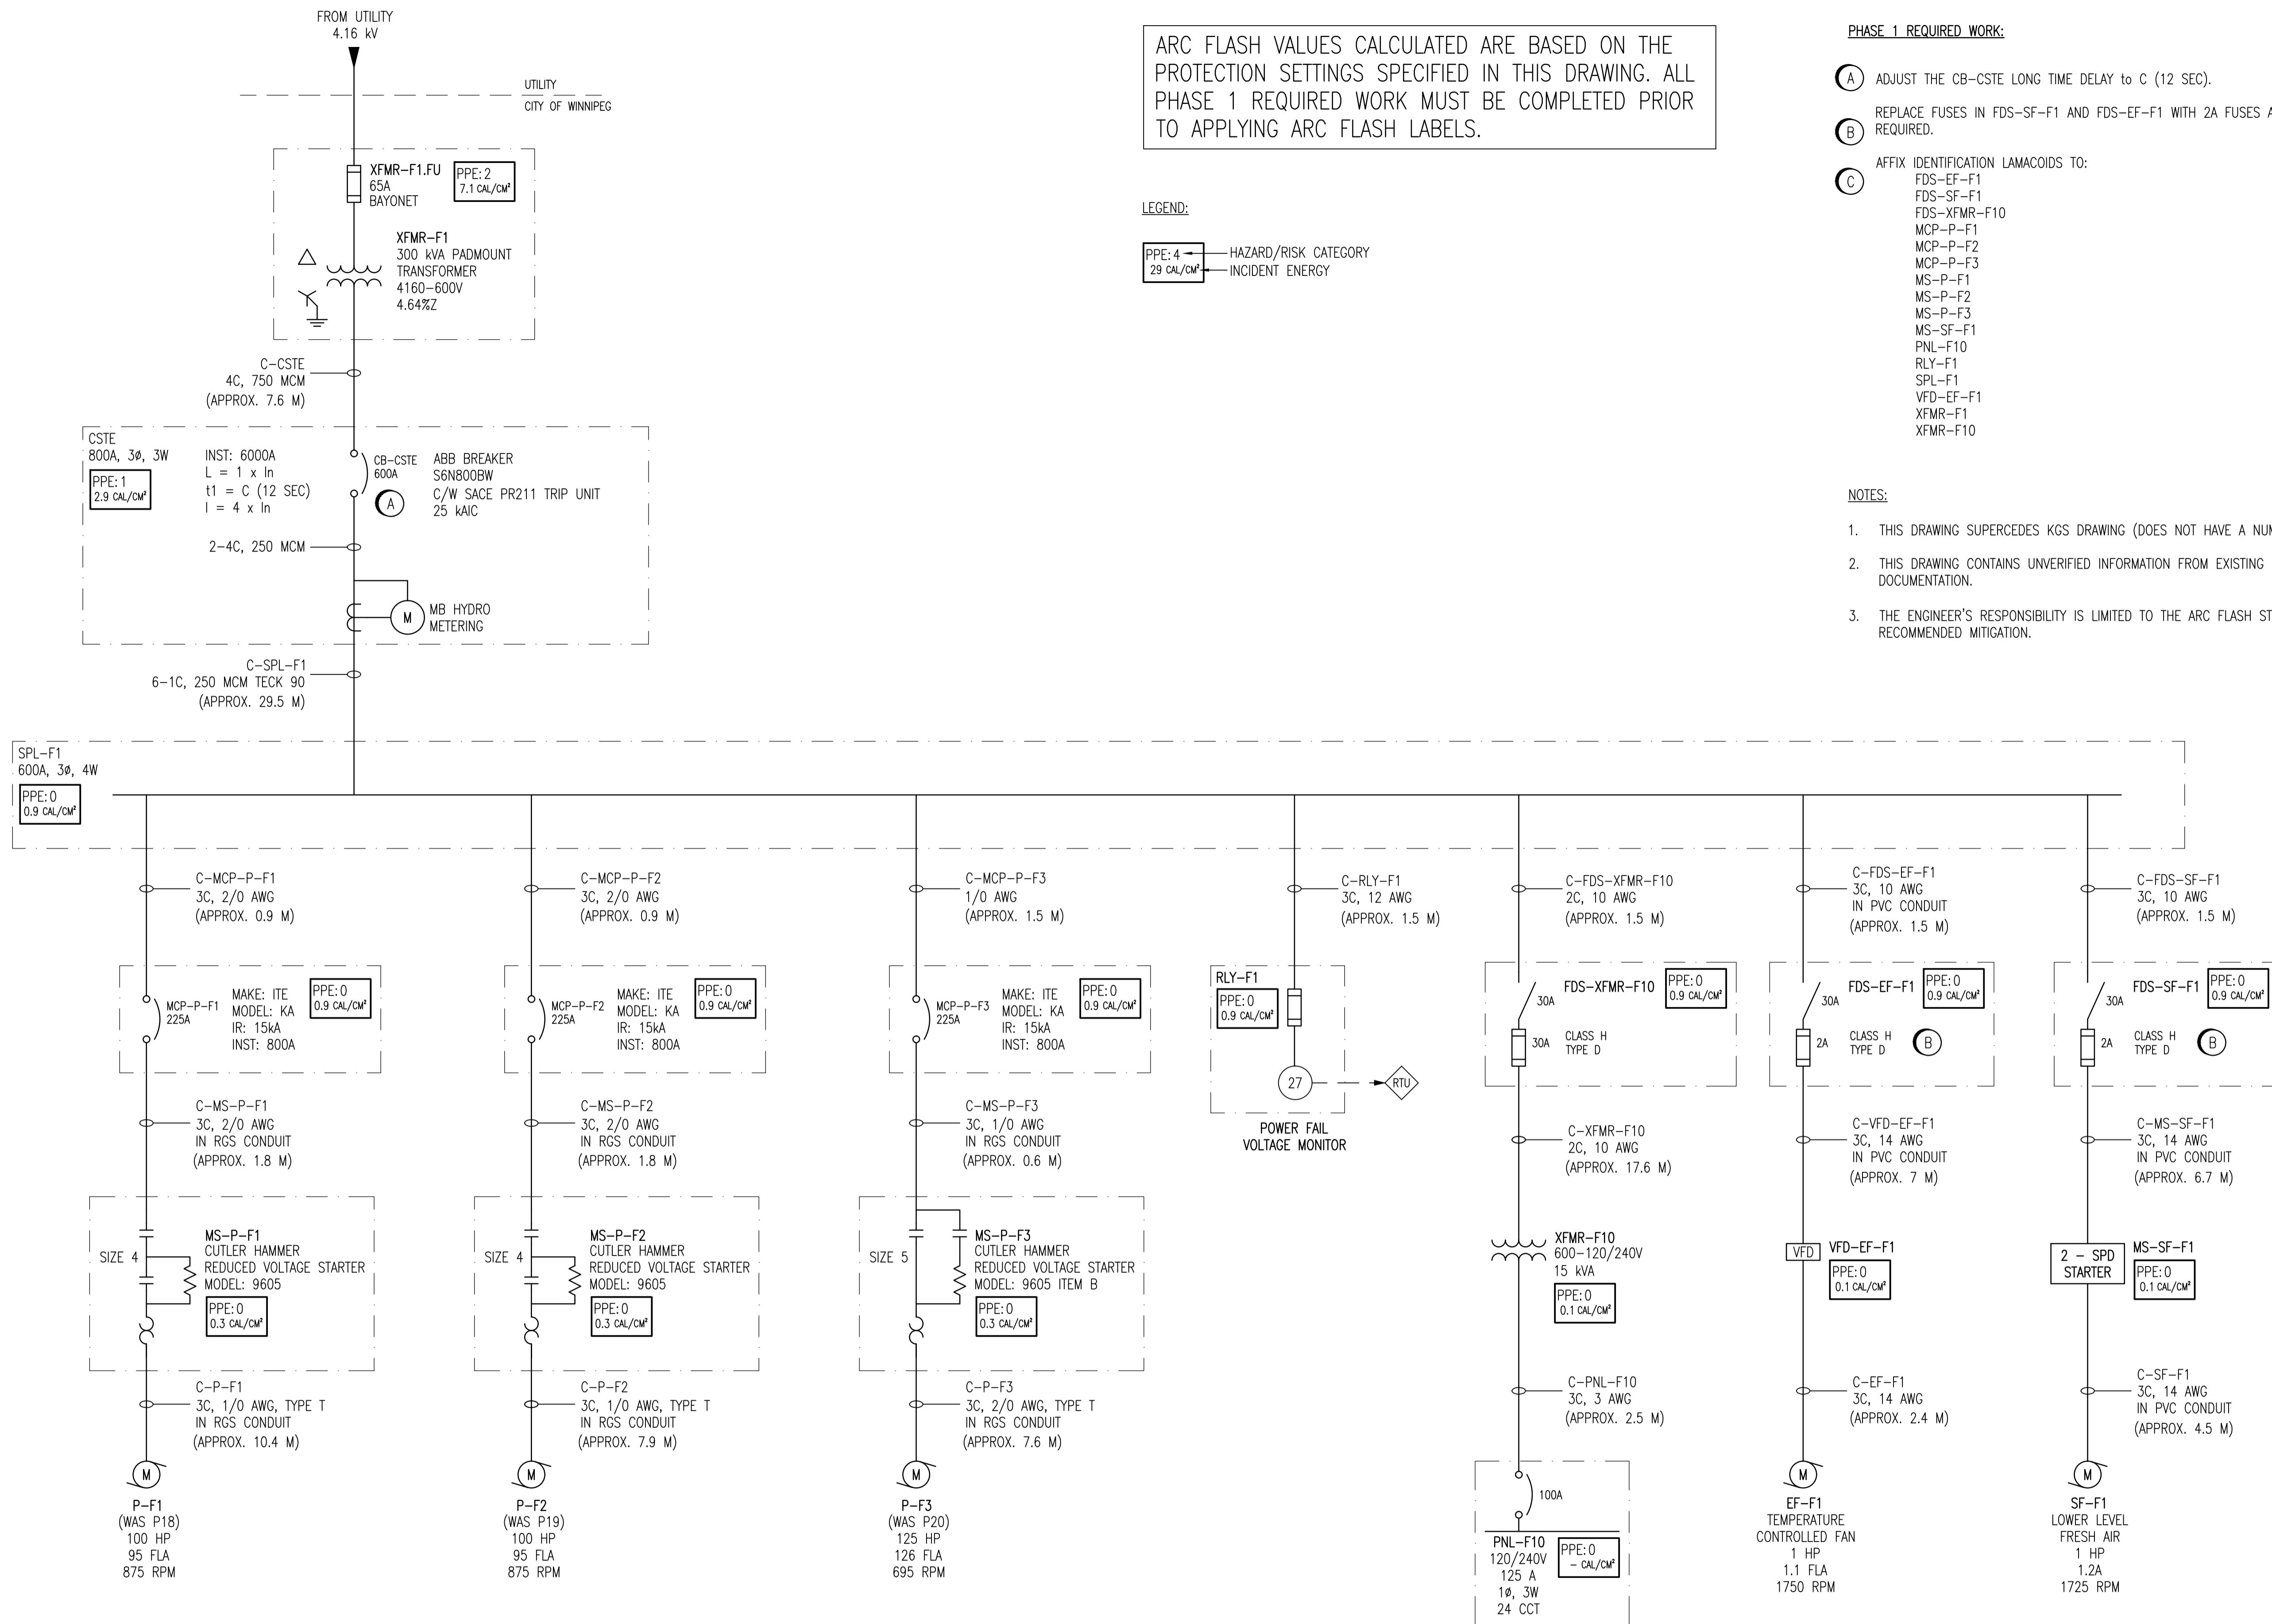 FROM UTILITY
4.16 kV
UTILITY
CITY OF WINNIPEG
XFMR-F1.FU
65A
BAYONET
PPE: 2
7.1 CAL/CM²
XFMR-F1
300 kVA PADMOUNT
TRANSFORMER
4160-600V
4.64%Z
C-CSTE
4C, 750 MCM
(APPROX. 7.6 M)
CSTE
800A, 3ø, 3W
PPE: 1
2.9 CAL/CM²
INST: 6000A
L = 1 x In
t1 = C (12 SEC)
I = 4 x In
CB-CSTE
600A
A
ABB BREAKER
S6N800BW
C/W SACE PR211 TRIP UNIT
25 kAIC
2-4C, 250 MCM
M
MB HYDRO
METERING
C-SPL-F1
6-1C, 250 MCM TECK 90
(APPROX. 29.5 M)
ARC FLASH VALUES CALCULATED ARE BASED ON THE
PROTECTION SETTINGS SPECIFIED IN THIS DRAWING. ALL
PHASE 1 REQUIRED WORK MUST BE COMPLETED PRIOR
TO APPLYING ARC FLASH LABELS.
LEGEND:
PPE: 4
29 CAL/CM²
HAZARD/RISK CATEGORY
INCIDENT ENERGY
PHASE 1 REQUIRED WORK:
A ADJUST THE CB-CSTE LONG TIME DELAY to C (12 SEC).
B REPLACE FUSES IN FDS-SF-F1 AND FDS-EF-F1 WITH 2A FUSES A
REQUIRED.
C AFFIX IDENTIFICATION LAMACOIDS TO:
FDS-EF-F1
FDS-SF-F1
FDS-XFMR-F10
MCP-P-F1
MCP-P-F2
MCP-P-F3
MS-P-F1
MS-P-F2
MS-P-F3
MS-SF-F1
PNL-F10
RLY-F1
SPL-F1
VFD-EF-F1
XFMR-F1
XFMR-F10
NOTES:
1. THIS DRAWING SUPERCEDES KGS DRAWING (DOES NOT HAVE A NUM
2. THIS DRAWING CONTAINS UNVERIFIED INFORMATION FROM EXISTING
DOCUMENTATION.
3. THE ENGINEER'S RESPONSIBILITY IS LIMITED TO THE ARC FLASH ST
RECOMMENDED MITIGATION.
SPL-F1
600A, 3ø, 4W
PPE: 0
0.9 CAL/CM²
C-MCP-P-F1
3C, 2/0 AWG
(APPROX. 0.9 M)
MCP-P-F1
225A
MAKE: ITE
MODEL: KA
IR: 15kA
INST: 800A
PPE: 0
0.9 CAL/CM²
C-MS-P-F1
3C, 2/0 AWG
IN RGS CONDUIT
(APPROX. 1.8 M)
SIZE 4
MS-P-F1
CUTLER HAMMER
REDUCED VOLTAGE STARTER
MODEL: 9605
PPE: 0
0.3 CAL/CM²
C-P-F1
3C, 1/0 AWG, TYPE T
IN RGS CONDUIT
(APPROX. 10.4 M)
M
P-F1
(WAS P18)
100 HP
95 FLA
875 RPM
C-MCP-P-F2
3C, 2/0 AWG
(APPROX. 0.9 M)
MCP-P-F2
225A
MAKE: ITE
MODEL: KA
IR: 15kA
INST: 800A
PPE: 0
0.9 CAL/CM²
C-MS-P-F2
3C, 2/0 AWG
IN RGS CONDUIT
(APPROX. 1.8 M)
SIZE 4
MS-P-F2
CUTLER HAMMER
REDUCED VOLTAGE STARTER
MODEL: 9605
PPE: 0
0.3 CAL/CM²
C-P-F2
3C, 1/0 AWG, TYPE T
IN RGS CONDUIT
(APPROX. 7.9 M)
M
P-F2
(WAS P19)
100 HP
95 FLA
875 RPM
C-MCP-P-F3
1/0 AWG
(APPROX. 1.5 M)
MCP-P-F3
225A
MAKE: ITE
MODEL: KA
IR: 15kA
INST: 800A
PPE: 0
0.9 CAL/CM²
C-MS-P-F3
3C, 1/0 AWG
IN RGS CONDUIT
(APPROX. 0.6 M)
SIZE 5
MS-P-F3
CUTLER HAMMER
REDUCED VOLTAGE STARTER
MODEL: 9605 ITEM B
PPE: 0
0.3 CAL/CM²
C-P-F3
3C, 2/0 AWG, TYPE T
IN RGS CONDUIT
(APPROX. 7.6 M)
M
P-F3
(WAS P20)
125 HP
126 FLA
695 RPM
C-RLY-F1
3C, 12 AWG
(APPROX. 1.5 M)
RLY-F1
PPE: 0
0.9 CAL/CM²
27
RTU
POWER FAIL
VOLTAGE MONITOR
C-FDS-XFMR-F10
2C, 10 AWG
(APPROX. 1.5 M)
30A
FDS-XFMR-F10
PPE: 0
0.9 CAL/CM²
30A
CLASS H
TYPE D
C-XFMR-F10
2C, 10 AWG
(APPROX. 17.6 M)
XFMR-F10
600-120/240V
15 kVA
PPE: 0
0.1 CAL/CM²
C-PNL-F10
3C, 3 AWG
(APPROX. 2.5 M)
100A
PNL-F10
120/240V
125 A
1ø, 3W
24 CCT
PPE: 0
- CAL/CM²
C-FDS-EF-F1
3C, 10 AWG
IN PVC CONDUIT
(APPROX. 1.5 M)
30A
FDS-EF-F1
PPE: 0
0.9 CAL/CM²
2A
CLASS H
TYPE D
B
C-VFD-EF-F1
3C, 14 AWG
IN PVC CONDUIT
(APPROX. 7 M)
VFD
VFD-EF-F1
PPE: 0
0.1 CAL/CM²
C-EF-F1
3C, 14 AWG
(APPROX. 2.4 M)
M
EF-F1
TEMPERATURE
CONTROLLED FAN
1 HP
1.1 FLA
1750 RPM
C-FDS-SF-F1
3C, 10 AWG
(APPROX. 1.5 M)
30A
FDS-SF-F1
PPE: 0
0.9 CAL/CM²
2A
CLASS H
TYPE D
B
C-MS-SF-F1
3C, 14 AWG
IN PVC CONDUIT
(APPROX. 6.7 M)
2 - SPD
STARTER
MS-SF-F1
PPE: 0
0.1 CAL/CM²
C-SF-F1
3C, 14 AWG
IN PVC CONDUIT
(APPROX. 4.5 M)
M
SF-F1
LOWER LEVEL
FRESH AIR
1 HP
1.2A
1725 RPM